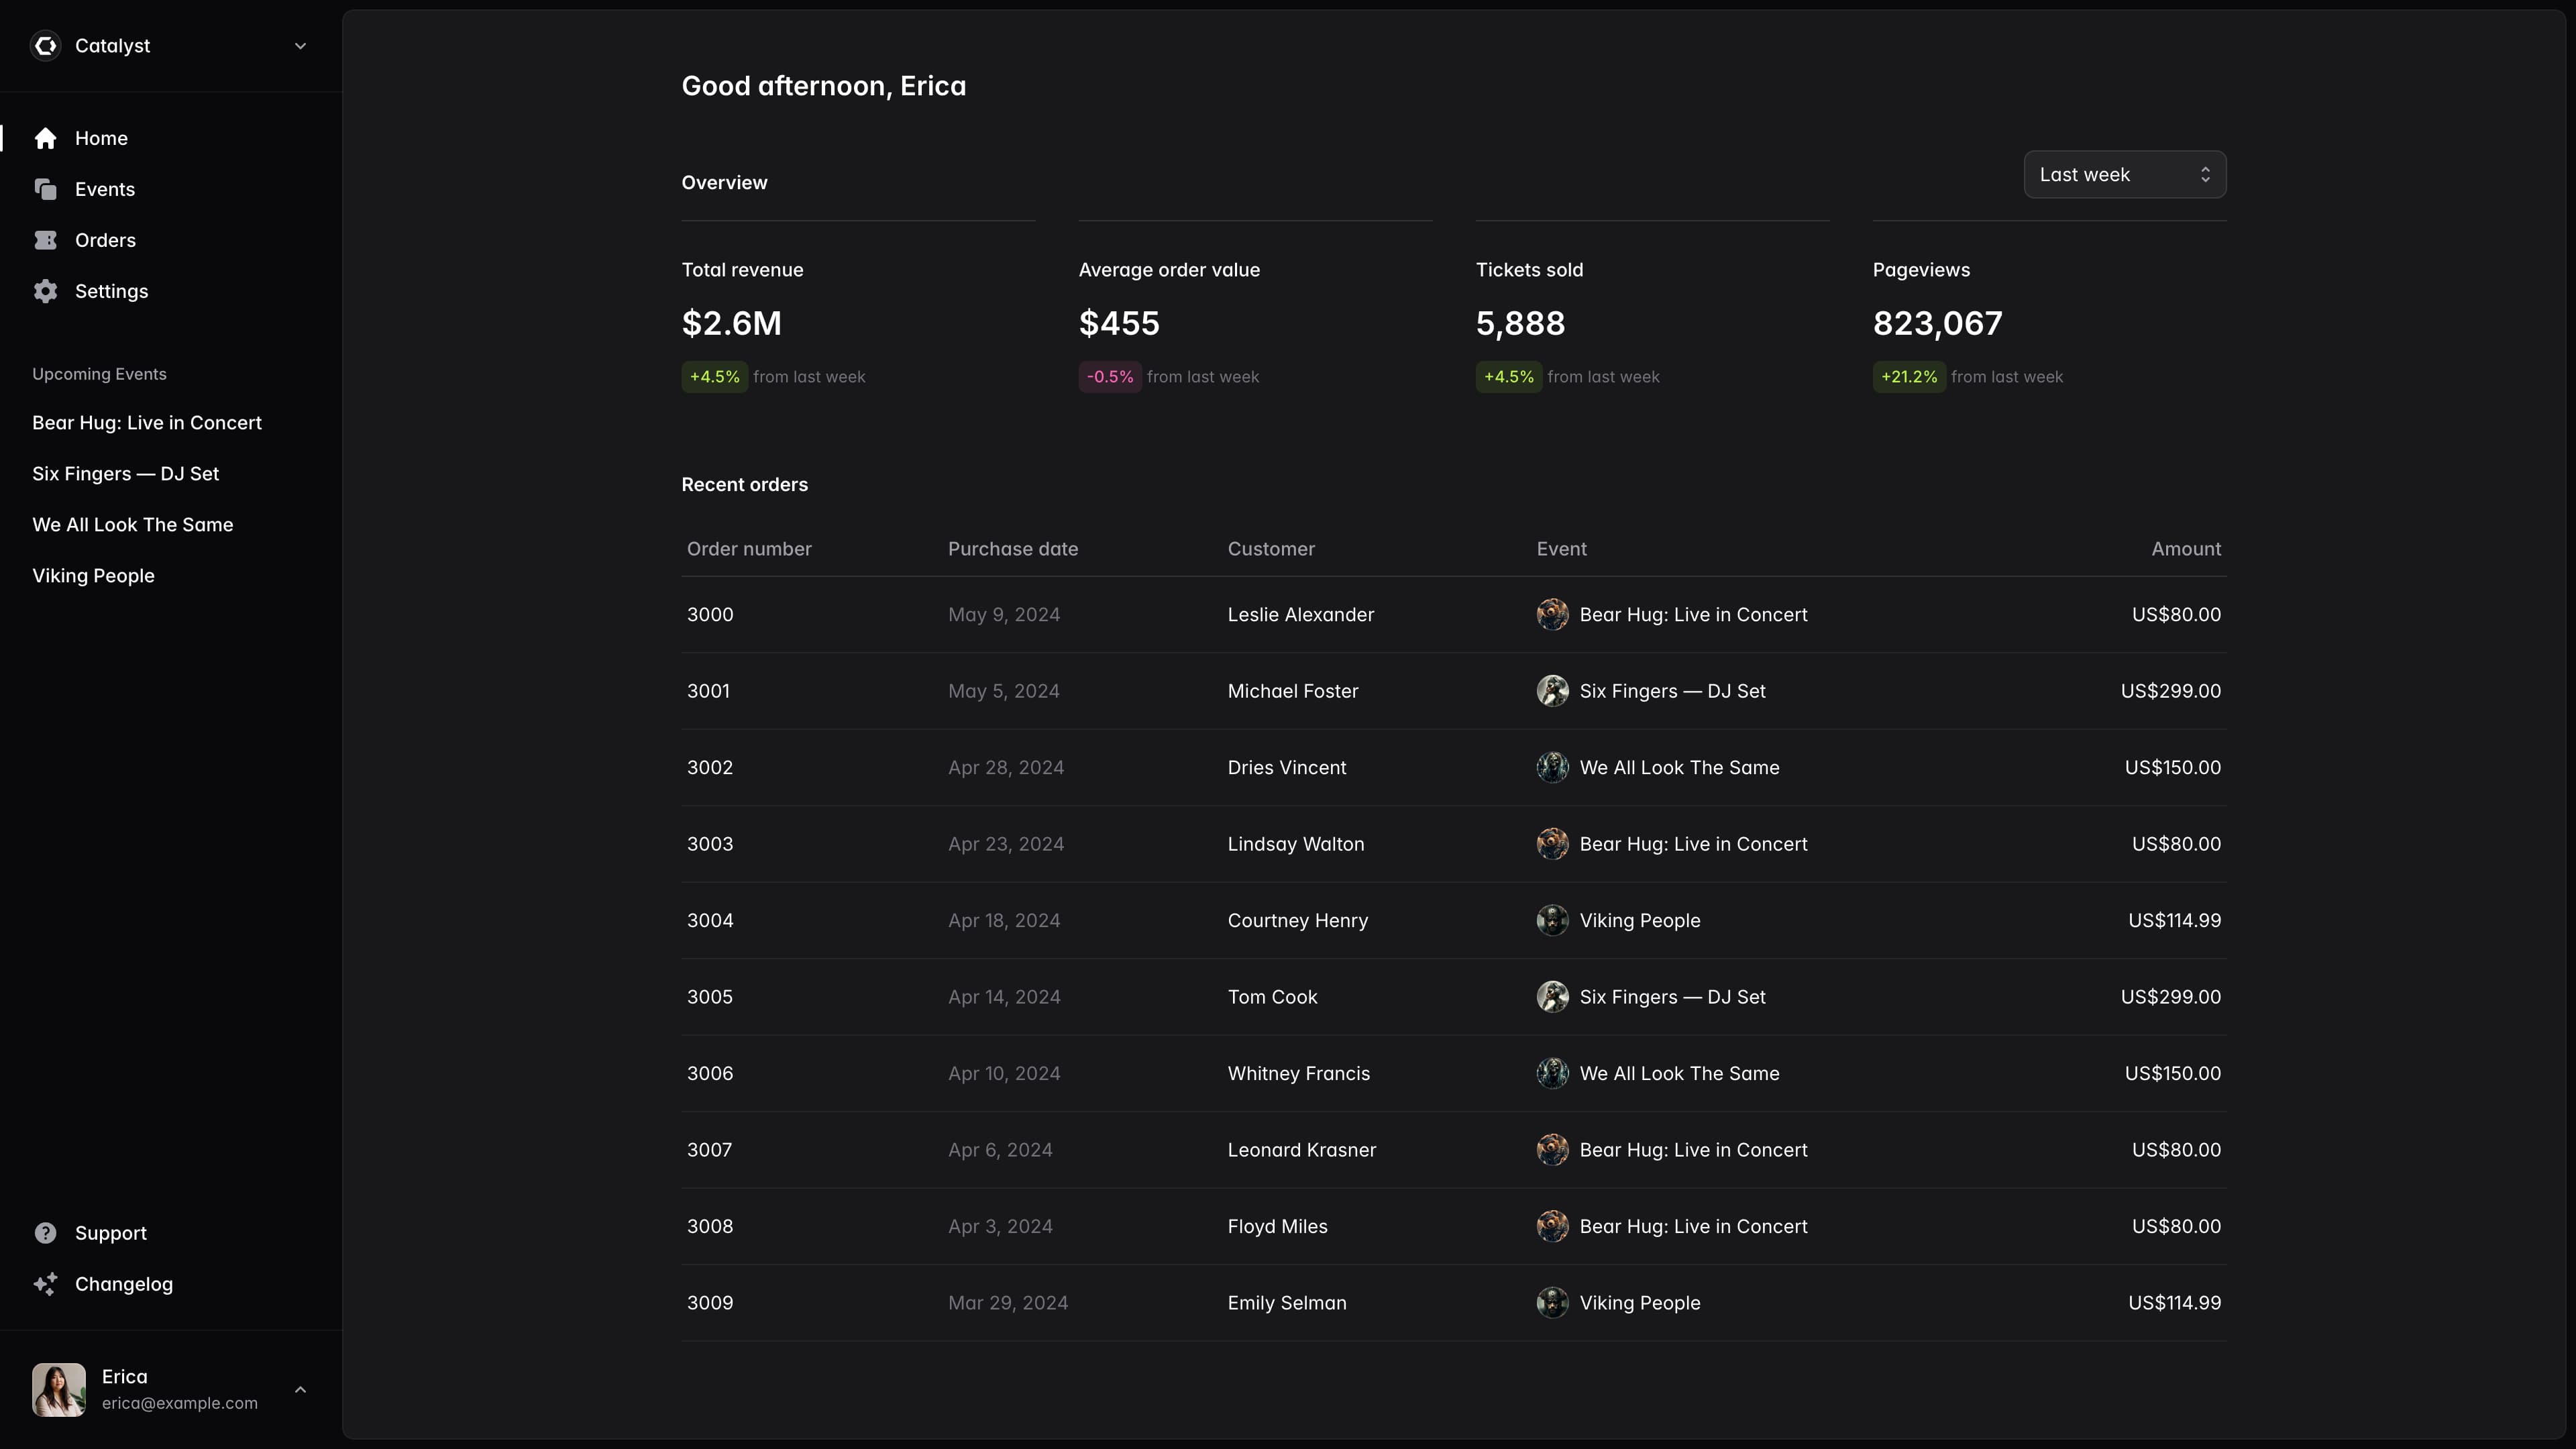 Catalyst
Home
Events
Orders
Settings
Upcoming Events
Bear Hug: Live in Concert
Six Fingers — DJ Set
We All Look The Same
Viking People
Support
Changelog
Erica
erica@example.com
Good afternoon, Erica
Overview
Last week
Total revenue
$2.6M
+4.5% from last week
Average order value
$455
-0.5% from last week
Tickets sold
5,888
+4.5% from last week
Pageviews
823,067
+21.2% from last week
Recent orders
Order number Purchase date Customer Event Amount
3000 May 9, 2024 Leslie Alexander Bear Hug: Live in Concert US$80.00
3001 May 5, 2024 Michael Foster Six Fingers — DJ Set US$299.00
3002 Apr 28, 2024 Dries Vincent We All Look The Same US$150.00
3003 Apr 23, 2024 Lindsay Walton Bear Hug: Live in Concert US$80.00
3004 Apr 18, 2024 Courtney Henry Viking People US$114.99
3005 Apr 14, 2024 Tom Cook Six Fingers — DJ Set US$299.00
3006 Apr 10, 2024 Whitney Francis We All Look The Same US$150.00
3007 Apr 6, 2024 Leonard Krasner Bear Hug: Live in Concert US$80.00
3008 Apr 3, 2024 Floyd Miles Bear Hug: Live in Concert US$80.00
3009 Mar 29, 2024 Emily Selman Viking People US$114.99